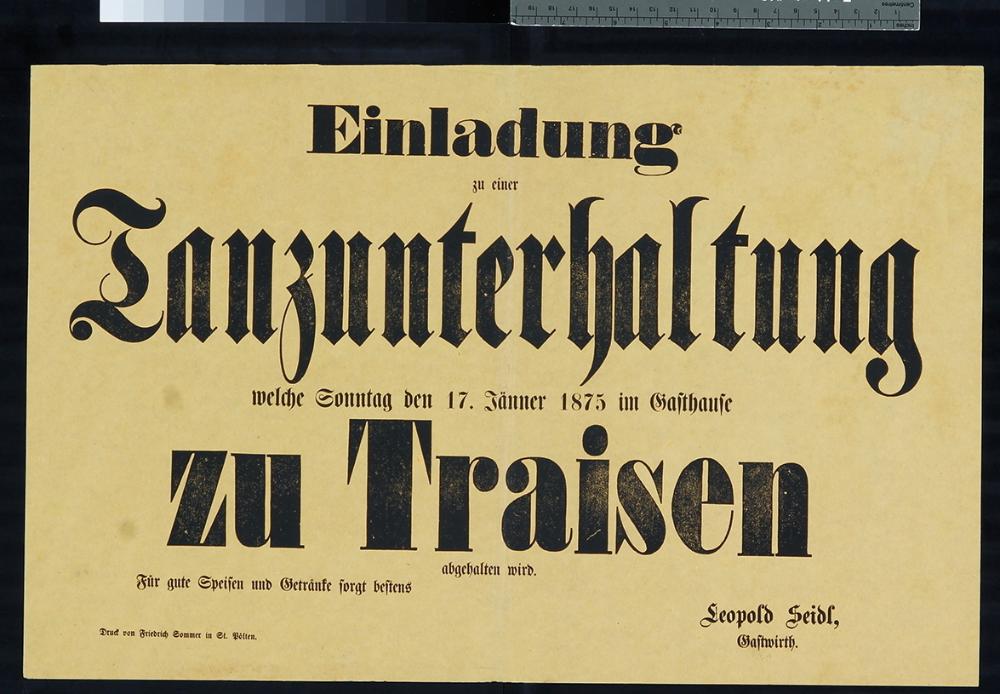 Einladung
zu einer
Tanzunterhaltung
welche Sonntag den 17. Jänner 1875 im Gasthause
zu Traisen
abgehalten wird.
Für gute Speisen und Getränke sorgt bestens
Leopold Seidl,
Gastwirth.
Druck von Friedrich Sommer in St. Pölten.